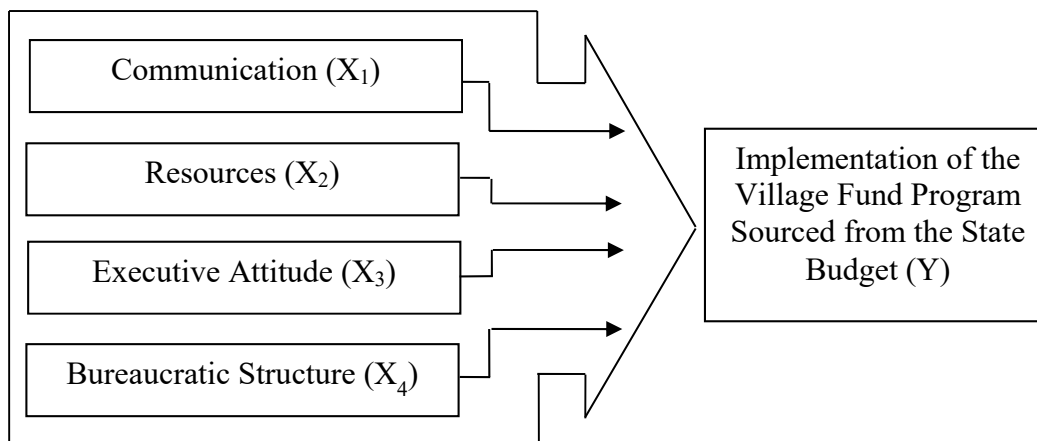 Communication (X₁)
Resources (X₂)
Executive Attitude (X₃)
Bureaucratic Structure (X₄)
Implementation of the
Village Fund Program
Sourced from the State
Budget (Y)